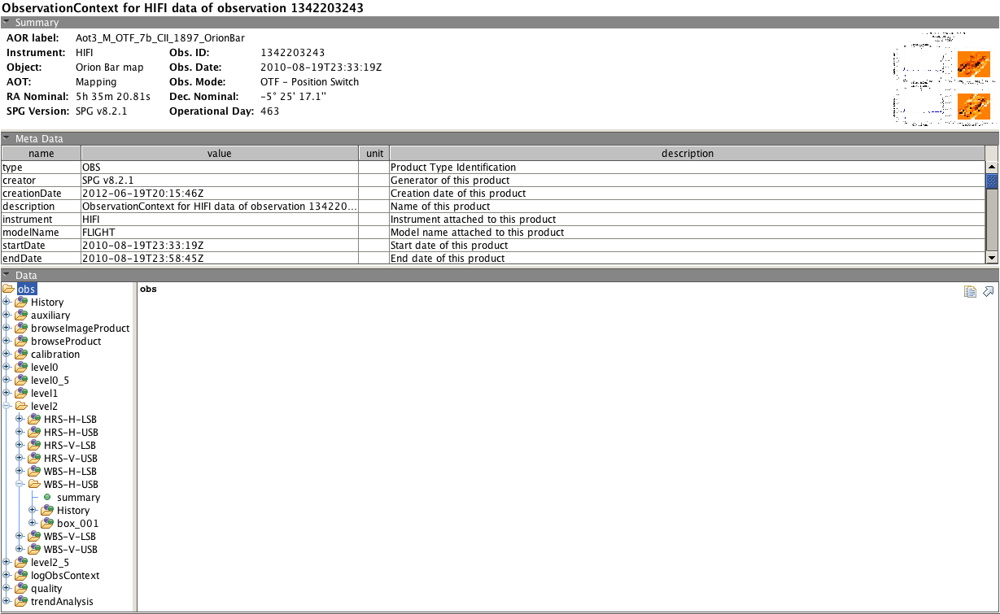 ObservationContext for HIFI data of observation 1342203243
Summary
AOR label: Aot3_M_OTF_7b_CII_1897_OrionBar
Instrument: HIFI Obs. ID: 1342203243
Object: Orion Bar map Obs. Date: 2010-08-19T23:33:19Z
AOT: Mapping Obs. Mode: OTF - Position Switch
RA Nominal: 5h 35m 20.81s Dec. Nominal: -5° 25' 17.1''
SPG Version: SPG v8.2.1 Operational Day: 463
Meta Data
name value unit description
type OBS Product Type Identification
creator SPG v8.2.1 Generator of this product
creationDate 2012-06-19T20:15:46Z Creation date of this product
description ObservationContext for HIFI data of observation 134220... Name of this product
instrument HIFI Instrument attached to this product
modelName FLIGHT Model name attached to this product
startDate 2010-08-19T23:33:19Z Start date of this product
endDate 2010-08-19T23:58:45Z End date of this product
Data
obs obs
History
auxiliary
browseImageProduct
browseProduct
calibration
level0
level0_5
level1
level2
HRS-H-LSB
HRS-H-USB
HRS-V-LSB
HRS-V-USB
WBS-H-LSB
WBS-H-USB
summary
History
box_001
WBS-V-LSB
WBS-V-USB
level2_5
logObsContext
quality
trendAnalysis